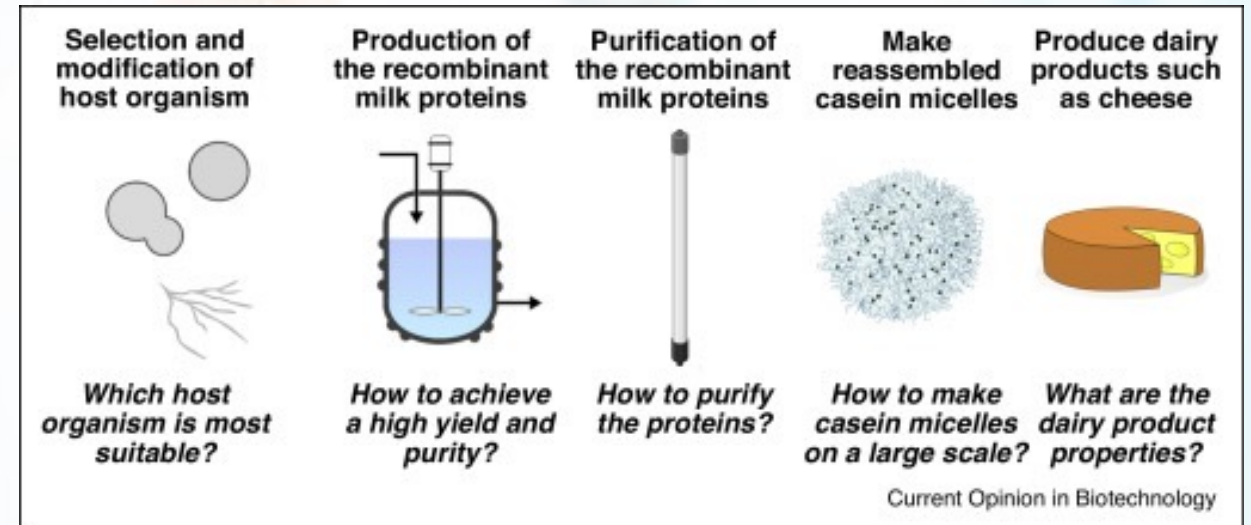 Selection and
modification of
host organism
Production of
the recombinant
milk proteins
Purification of
the recombinant
milk proteins
Make
reassembled
casein micelles
Produce dairy
products such
as cheese
Which host
organism is most
suitable?
How to achieve
a high yield and
purity?
How to purify
the proteins?
How to make
casein micelles
on a large scale?
What are the
dairy product
properties?
Current Opinion in Biotechnology